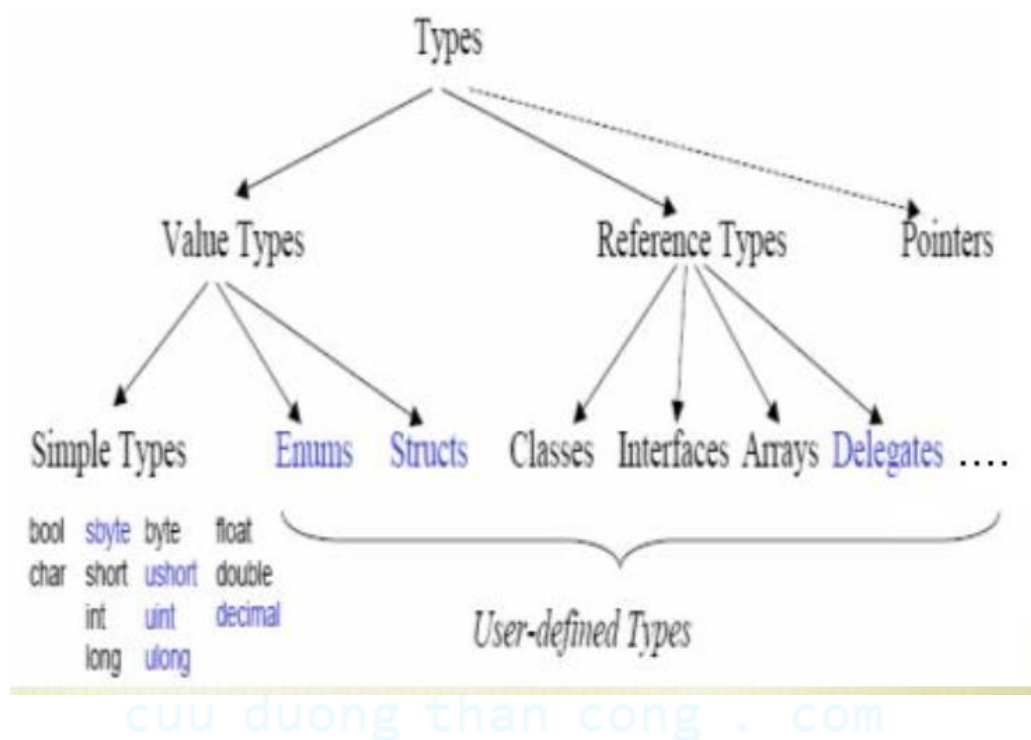 Types
Value Types Reference Types Pointers
Simple Types Enums Structs Classes Interfaces Arrays Delegates ....
bool sbyte byte float
char short ushort double
int uint decimal
long ulong
User-defined Types
cuu duong than cong . com